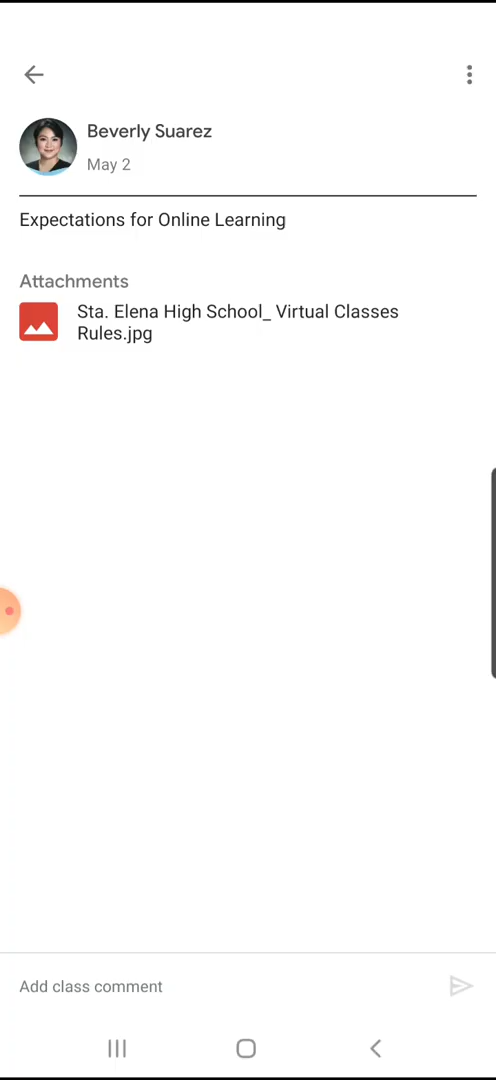 Beverly Suarez
May 2
Expectations for Online Learning
Attachments
Sta. Elena High School_ Virtual Classes
Rules.jpg
Add class comment